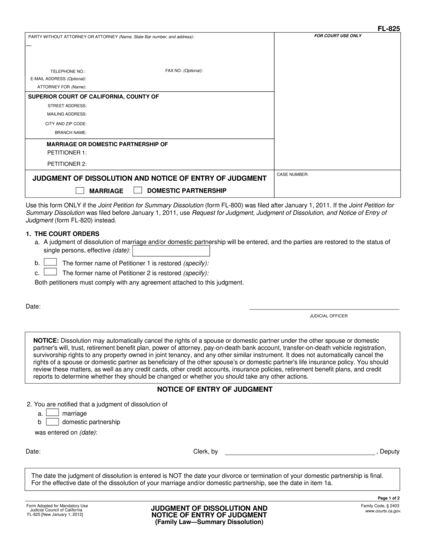 FL-825
PARTY WITHOUT ATTORNEY OR ATTORNEY (Name, State Bar number, and address):
FOR COURT USE ONLY
TELEPHONE NO.: FAX NO. (Optional):
E-MAIL ADDRESS (Optional):
ATTORNEY FOR (Name):
SUPERIOR COURT OF CALIFORNIA, COUNTY OF
STREET ADDRESS:
MAILING ADDRESS:
CITY AND ZIP CODE:
BRANCH NAME:
MARRIAGE OR DOMESTIC PARTNERSHIP OF
PETITIONER 1:
PETITIONER 2:
JUDGMENT OF DISSOLUTION AND NOTICE OF ENTRY OF JUDGMENT
MARRIAGE DOMESTIC PARTNERSHIP
CASE NUMBER:
Use this form ONLY if the Joint Petition for Summary Dissolution (form FL-800) was filed after January 1, 2011. If the Joint Petition for
Summary Dissolution was filed before January 1, 2011, use Request for Judgment, Judgment of Dissolution, and Notice of Entry of
Judgment (form FL-820) instead.
1. THE COURT ORDERS
a. A judgment of dissolution of marriage and/or domestic partnership will be entered, and the parties are restored to the status of
single persons, effective (date):
b. The former name of Petitioner 1 is restored (specify):
c. The former name of Petitioner 2 is restored (specify):
Both petitioners must comply with any agreement attached to this judgment.
Date:
JUDICIAL OFFICER
NOTICE: Dissolution may automatically cancel the rights of a spouse or domestic partner under the other spouse or domestic
partner's will, trust, retirement benefit plan, power of attorney, pay-on-death bank account, transfer-on-death vehicle registration,
survivorship rights to any property owned in joint tenancy, and any other similar instrument. It does not automatically cancel the
rights of a spouse or domestic partner as beneficiary of the other spouse's or domestic partner's life insurance policy. You should
review these matters, as well as any credit cards, other credit accounts, insurance policies, retirement benefit plans, and credit
reports to determine whether they should be changed or whether you should take any other actions.
NOTICE OF ENTRY OF JUDGMENT
2. You are notified that a judgment of dissolution of
a. marriage
b domestic partnership
was entered on (date):
Date: Clerk, by , Deputy
The date the judgment of dissolution is entered is NOT the date your divorce or termination of your domestic partnership is final.
For the effective date of the dissolution of your marriage and/or domestic partnership, see the date in item 1a.
Page 1 of 2
Form Adopted for Mandatory Use
Judicial Council of California
FL-825 [New January 1, 2012]
JUDGMENT OF DISSOLUTION AND
NOTICE OF ENTRY OF JUDGMENT
(Family Law—Summary Dissolution)
Family Code, § 2403
www.courts.ca.gov